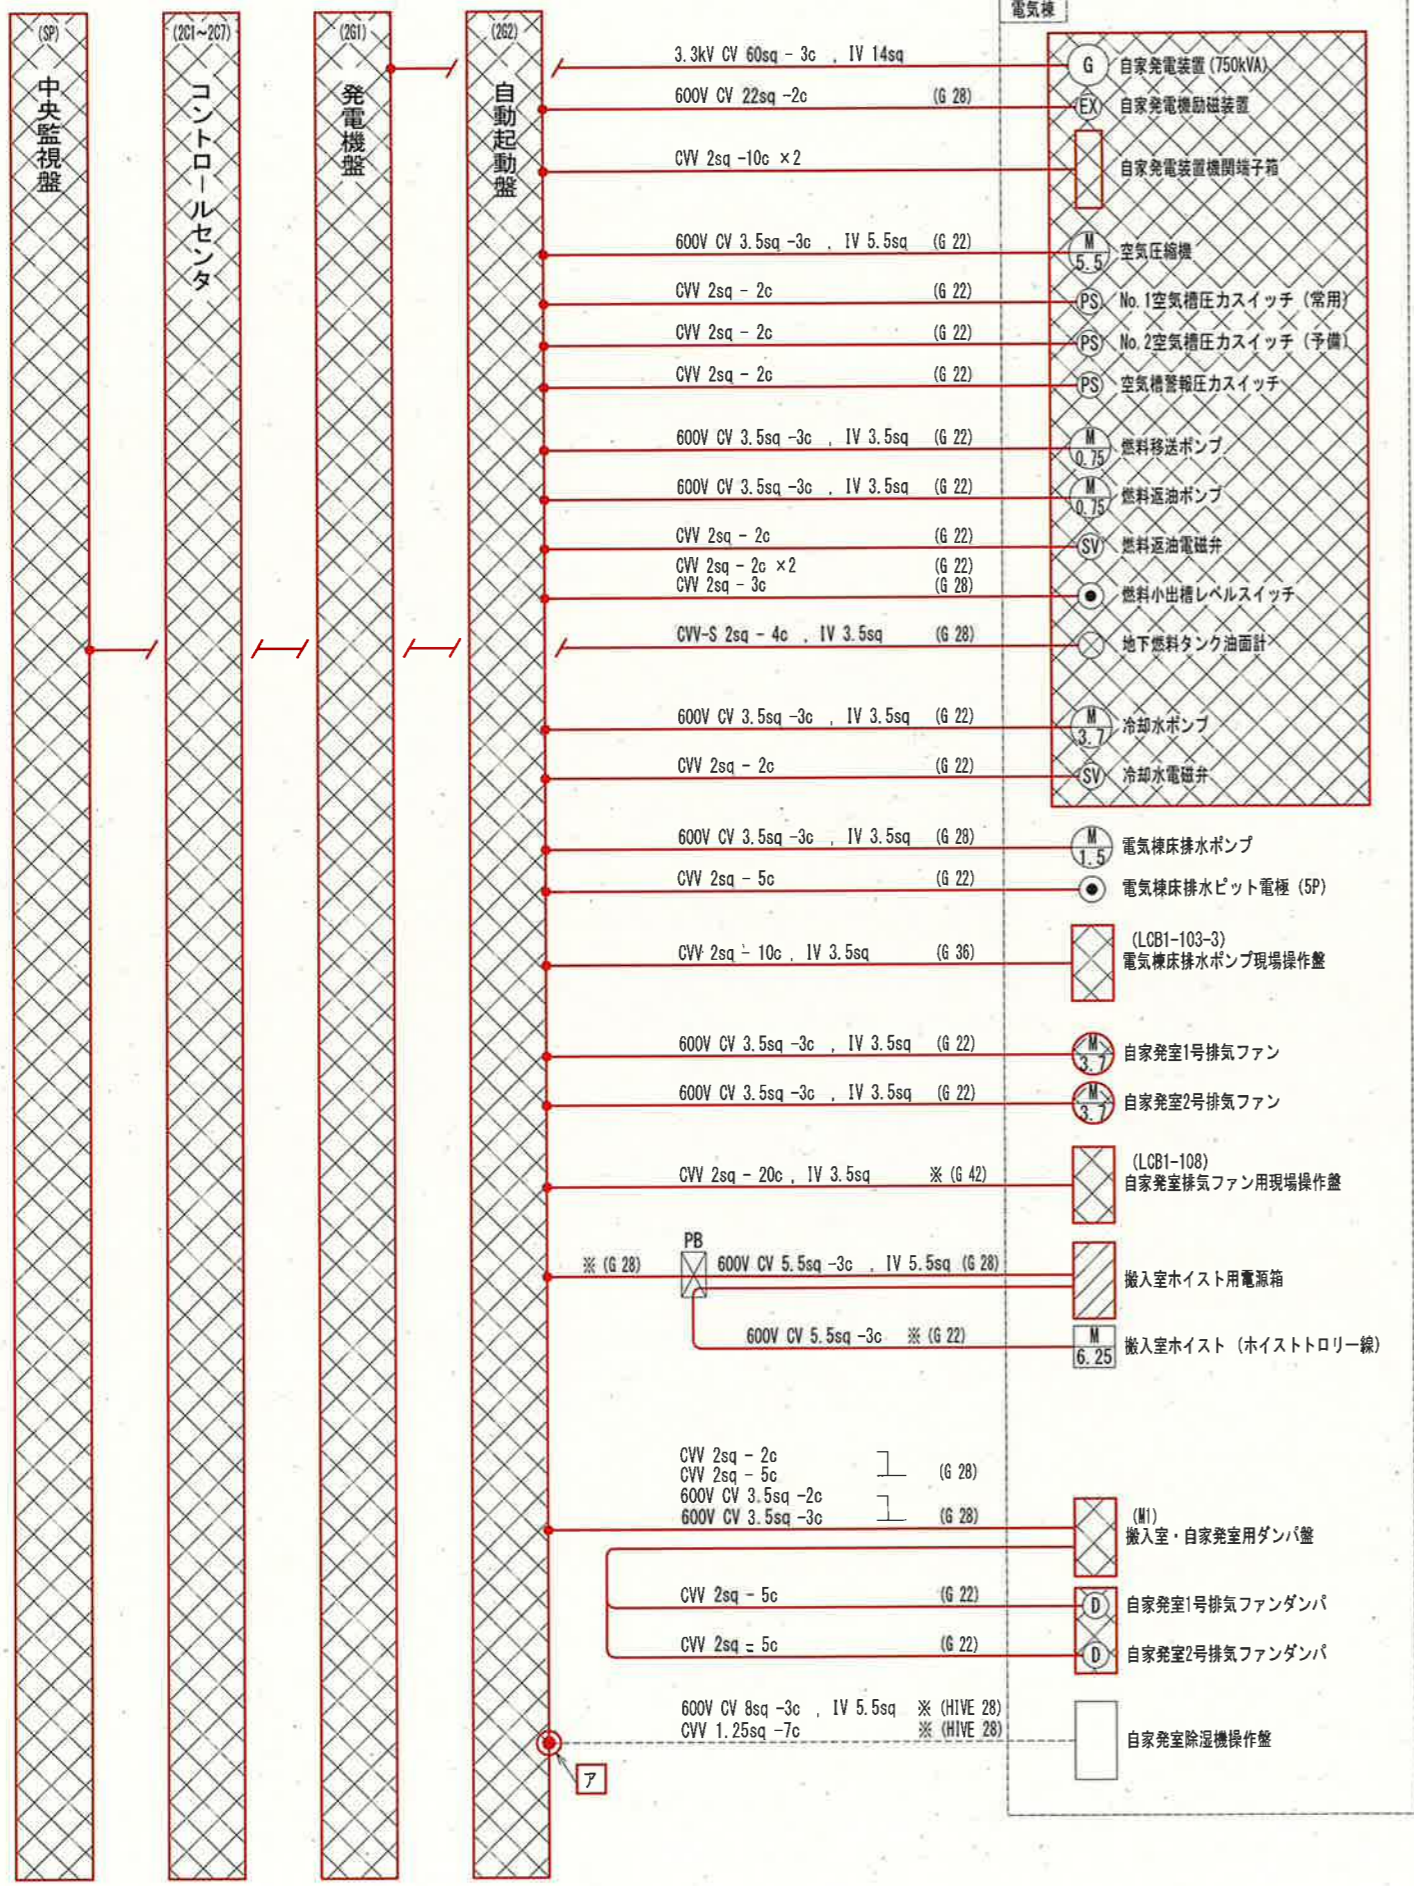 電気棟
(SP)
中央監視盤
(2C1~2C7)
コントロールセンタ
(2G1)
発電機盤
(2G2)
自動起動盤
3.3kV CV 60sq - 3c , IV 14sq
G 自家発電装置(750kVA)
600V CV 22sq -2c (G 28)
EX 自家発電機励磁装置
CVV 2sq -10c ×2
自家発電装置機関端子箱
600V CV 3.5sq -3c , IV 5.5sq (G 22)
M 5.5 空気圧縮機
CVV 2sq - 2c (G 22)
PS No.1空気槽圧力スイッチ (常用)
CVV 2sq - 2c (G 22)
PS No.2空気槽圧力スイッチ (予備)
CVV 2sq - 2c (G 22)
PS 空気槽警報圧力スイッチ
600V CV 3.5sq -3c , IV 3.5sq (G 22)
M 0.75 燃料移送ポンプ
600V CV 3.5sq -3c , IV 3.5sq (G 22)
M 0.75 燃料返油ポンプ
CVV 2sq - 2c (G 22)
SV 燃料返油電磁弁
CVV 2sq - 2c ×2 (G 22)
CVV 2sq - 3c (G 28)
燃料小出槽レベルスイッチ
CVV-S 2sq - 4c , IV 3.5sq (G 28)
地下燃料タンク油面計
600V CV 3.5sq -3c , IV 3.5sq (G 22)
M 3.7 冷却水ポンプ
CVV 2sq - 2c (G 22)
SV 冷却水電磁弁
600V CV 3.5sq -3c , IV 3.5sq (G 28)
M 1.5 電気棟床排水ポンプ
CVV 2sq - 5c (G 22)
電気棟床排水ピット電極 (5P)
CVV 2sq - 10c , IV 3.5sq (G 36)
(LCB1-103-3)
電気棟床排水ポンプ現場操作盤
600V CV 3.5sq -3c , IV 3.5sq (G 22)
M 3.7 自家発室1号排気ファン
600V CV 3.5sq -3c , IV 3.5sq (G 22)
M 3.7 自家発室2号排気ファン
CVV 2sq - 20c , IV 3.5sq ※ (G 42)
(LCB1-108)
自家発室排気ファン用現場操作盤
PB
※ (G 28) 600V CV 5.5sq -3c , IV 5.5sq (G 28)
搬入室ホイスト用電源箱
600V CV 5.5sq -3c ※ (G 22)
M 6.25 搬入室ホイスト (ホイストトロリー線)
CVV 2sq - 2c
CVV 2sq - 5c (G 28)
600V CV 3.5sq -2c
600V CV 3.5sq -3c (G 28)
(M1)
搬入室・自家発室用ダンパ盤
CVV 2sq - 5c (G 22)
D 自家発室1号排気ファンダンパ
CVV 2sq - 5c (G 22)
D 自家発室2号排気ファンダンパ
600V CV 8sq -3c , IV 5.5sq ※ (HIVE 28)
CVV 1.25sq -7c ※ (HIVE 28)
自家発室除湿機操作盤
ア